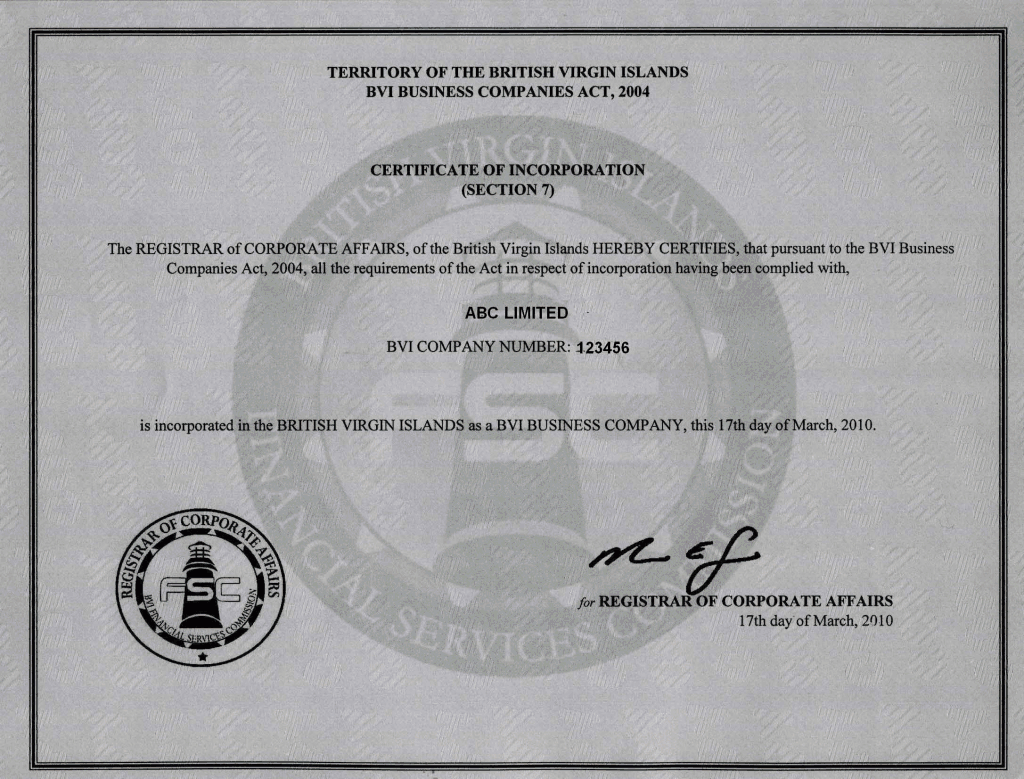 TERRITORY OF THE BRITISH VIRGIN ISLANDS
BVI BUSINESS COMPANIES ACT, 2004
CERTIFICATE OF INCORPORATION
(SECTION 7)
The REGISTRAR of CORPORATE AFFAIRS, of the British Virgin Islands HEREBY CERTIFIES, that pursuant to the BVI Business
Companies Act, 2004, all the requirements of the Act in respect of incorporation having been complied with,
ABC LIMITED
BVI COMPANY NUMBER: 123456
is incorporated in the BRITISH VIRGIN ISLANDS as a BVI BUSINESS COMPANY, this 17th day of March, 2010.
BRITISH VIRGIN ISLANDS
FSC
FINANCIAL SERVICES COMMISSION
REGISTRAR OF CORPORATE AFFAIRS
FSC
BVI FINANCIAL SERVICES COMMISSION
for REGISTRAR OF CORPORATE AFFAIRS
17th day of March, 2010